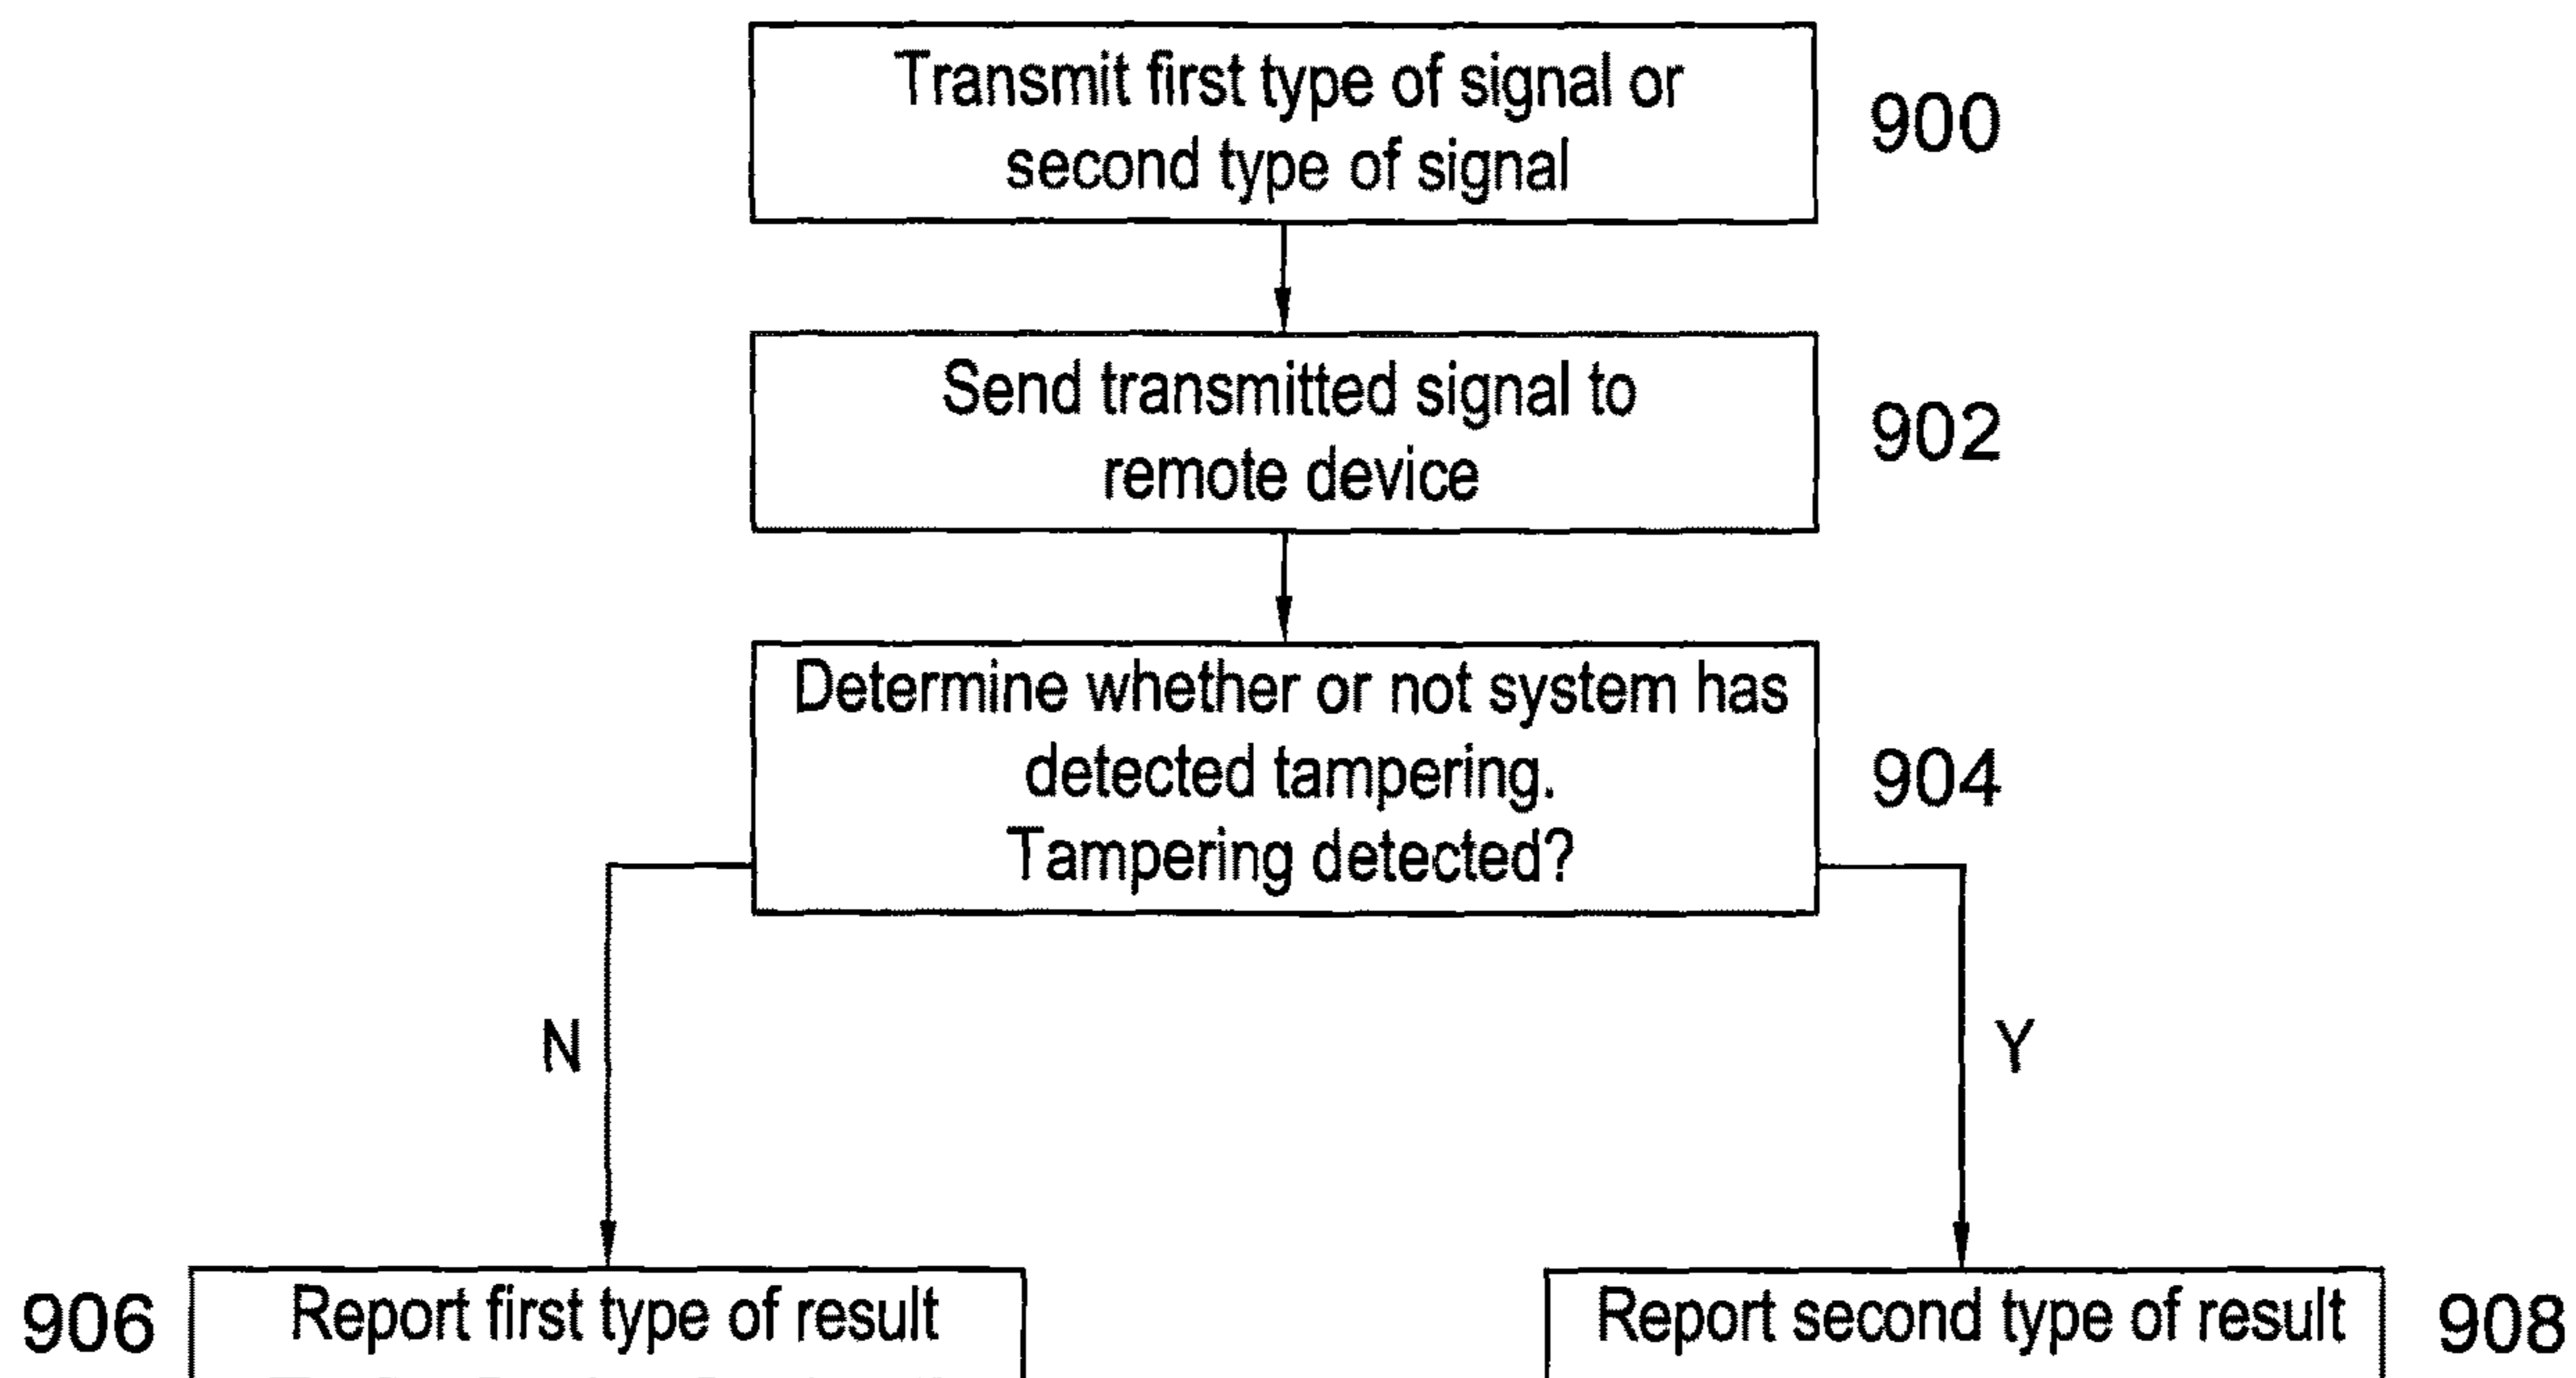 Transmit first type of signal or
second type of signal
900
Send transmitted signal to
remote device
902
Determine whether or not system has
detected tampering.
Tampering detected?
904
N
Y
906
Report first type of result
Report second type of result
908